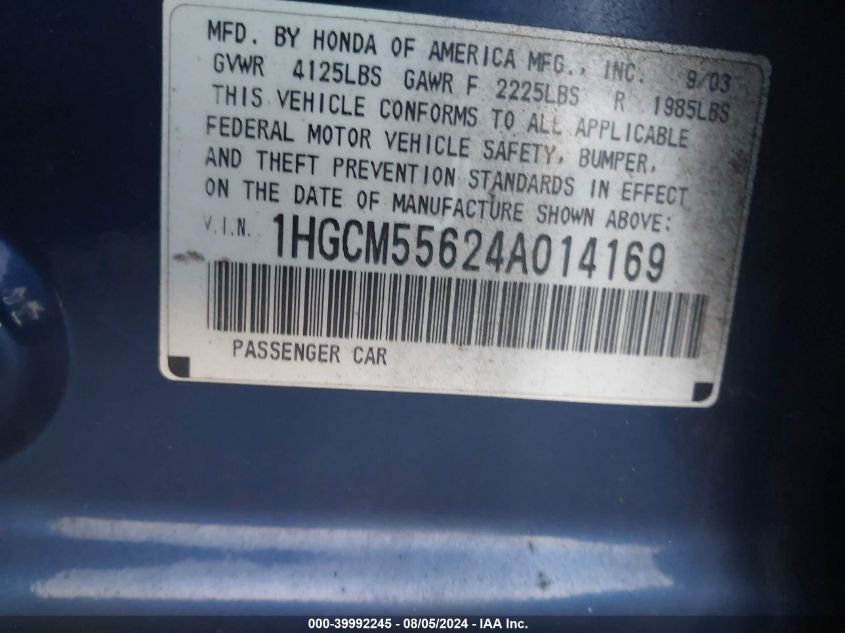 MFD. BY HONDA OF AMERICA MFG., INC. 9/03
GVWR 4125LBS GAWR F 2225LBS R 1985LBS
THIS VEHICLE CONFORMS TO ALL APPLICABLE
FEDERAL MOTOR VEHICLE SAFETY, BUMPER,
AND THEFT PREVENTION STANDARDS IN EFFECT
ON THE DATE OF MANUFACTURE SHOWN ABOVE:
V.I.N. 1HGCM55624A014169
PASSENGER CAR
000-39992245 - 08/05/2024 - IAA Inc.